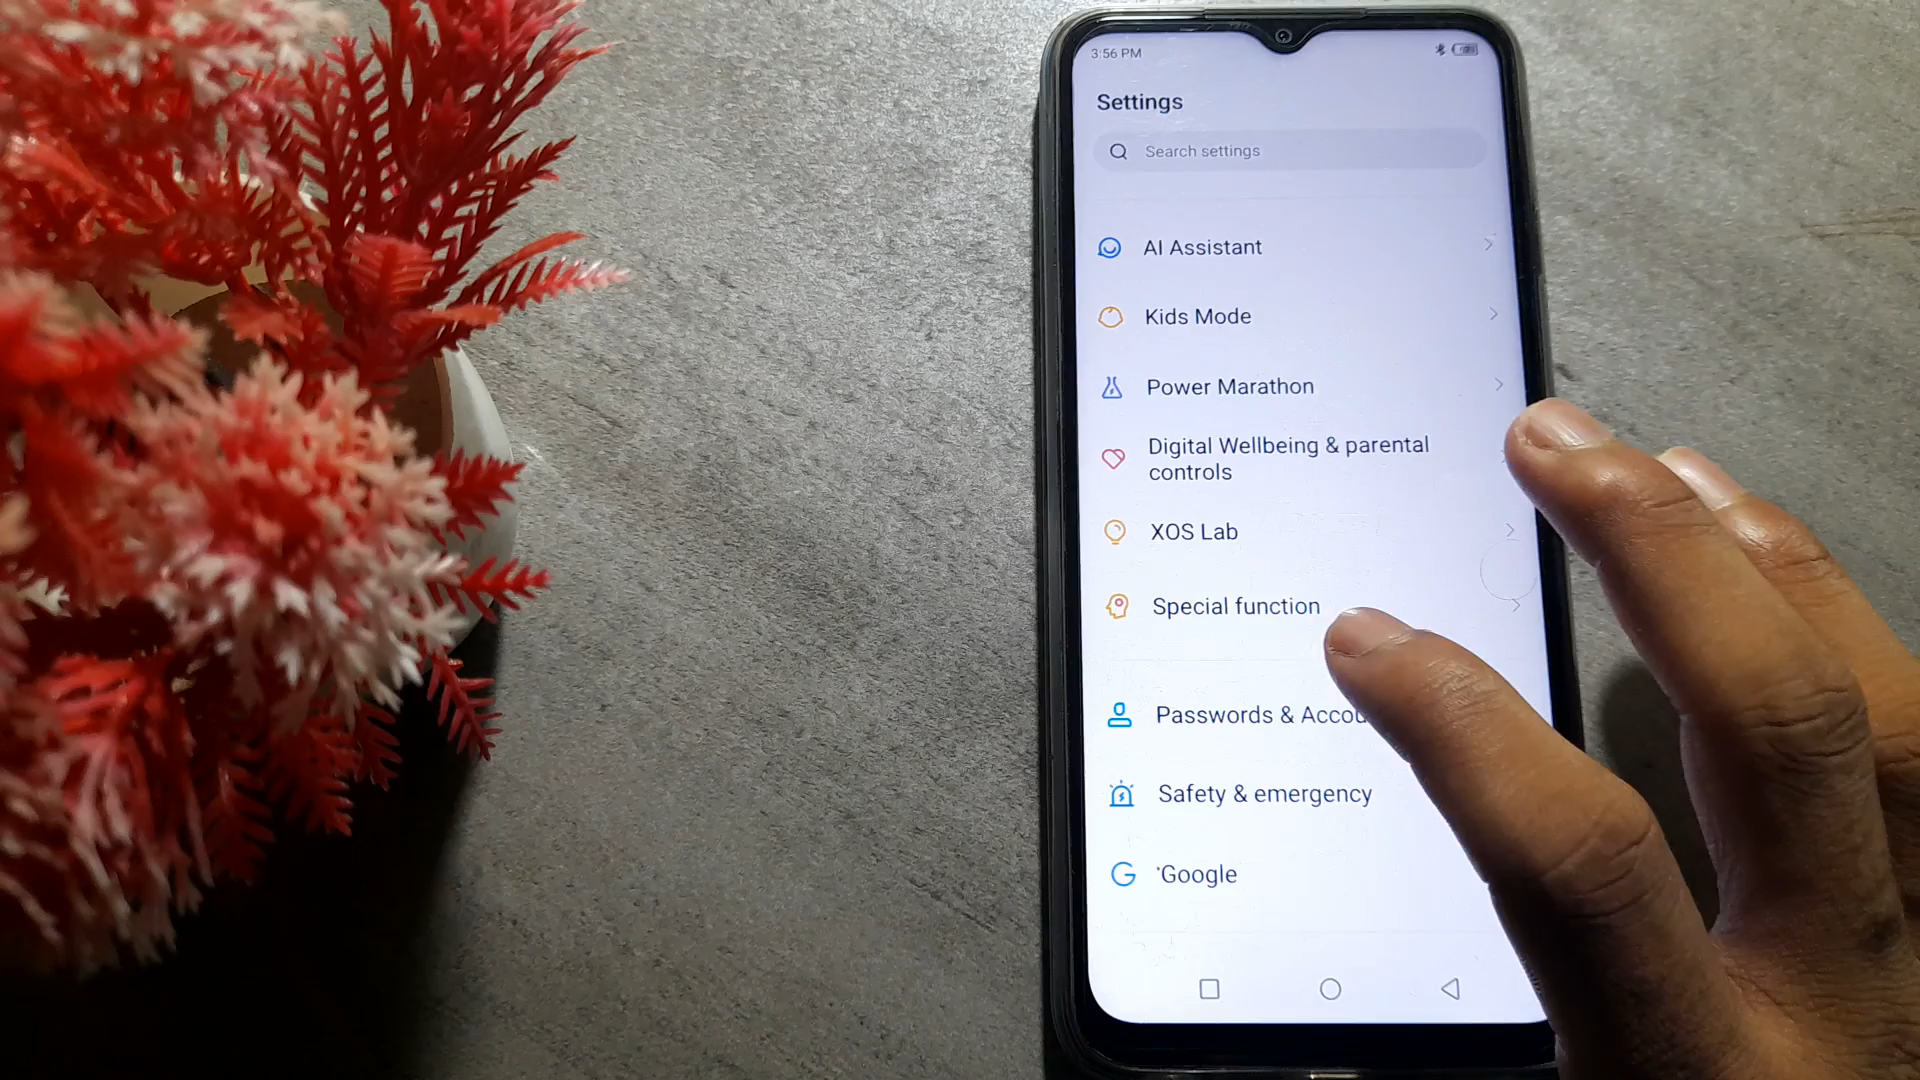 3:56 PM
Settings
Search settings
AI Assistant
Kids Mode
Power Marathon
Digital Wellbeing & parental
controls
XOS Lab
Special function
Passwords & Accou
Safety & emergency
Google